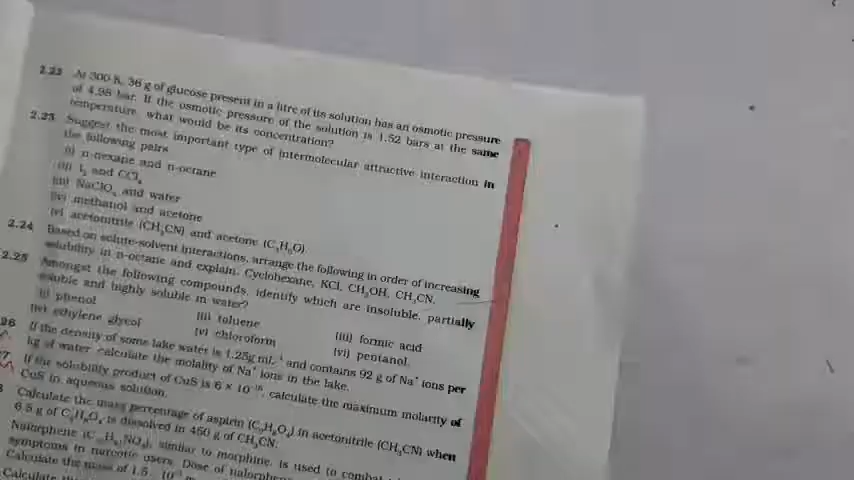 2.22 At 300 K, 36 g of glucose present in a litre of its solution has an osmotic pressure
of 4.98 bar. If the osmotic pressure of the solution is 1.52 bars at the same
temperature, what would be its concentration?
2.23 Suggest the most important type of intermolecular attractive interaction in
the following pairs
(i) n-hexane and n-octane
(ii) I₂ and CCl₄
(iii) NaClO₄ and water
(iv) methanol and acetone
(v) acetonitrile (CH₃CN) and acetone (C₃H₆O)
2.24 Based on solute-solvent interactions, arrange the following in order of increasing
solubility in n-octane and explain. Cyclohexane, KCl, CH₃OH, CH₃CN.
2.25 Amongst the following compounds, identify which are insoluble, partially
soluble and highly soluble in water?
(i) phenol (ii) toluene (iii) formic acid
(iv) ethylene glycol (v) chloroform (vi) pentanol.
26 If the density of some lake water is 1.25g mL⁻¹ and contains 92 g of Na⁺ ions per
kg of water, calculate the molality of Na⁺ ions in the lake.
7 If the solubility product of CuS is 6 × 10⁻¹⁶, calculate the maximum molarity of
CuS in aqueous solution.
Calculate the mass percentage of aspirin (C₉H₈O₄) in acetonitrile (CH₃CN) when
6.5 g of C₉H₈O₄ is dissolved in 450 g of CH₃CN.
Nalorphene (C₁₉H₂₁NO₃), similar to morphine, is used to combat
symptoms in narcotic users. Dose of nalorphene
Calculate the mass of 1.5
Calculate